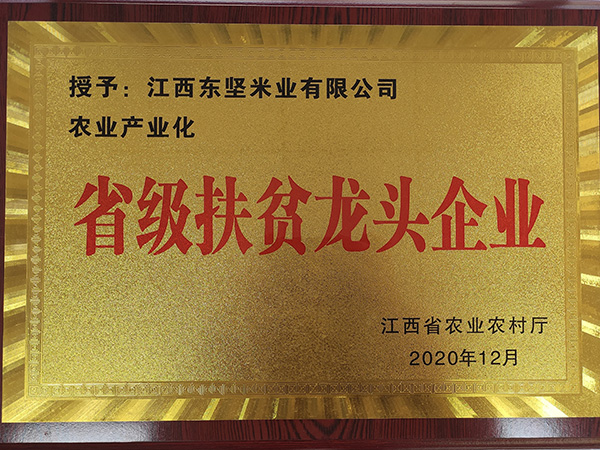 授予：江西东坚米业有限公司
农业产业化
省级扶贫龙头企业
江西省农业农村厅
2020年12月